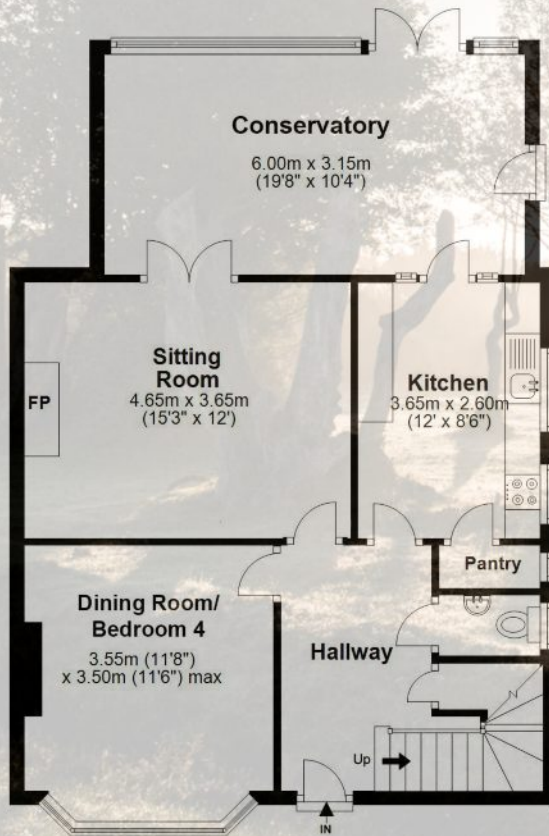 Conservatory
6.00m x 3.15m
(19'8" x 10'4")
Sitting
Room
4.65m x 3.65m
(15'3" x 12')
FP
Kitchen
3.65m x 2.60m
(12' x 8'6")
Pantry
Dining Room/
Bedroom 4
3.55m (11'8")
x 3.50m (11'6") max
Hallway
Up
IN